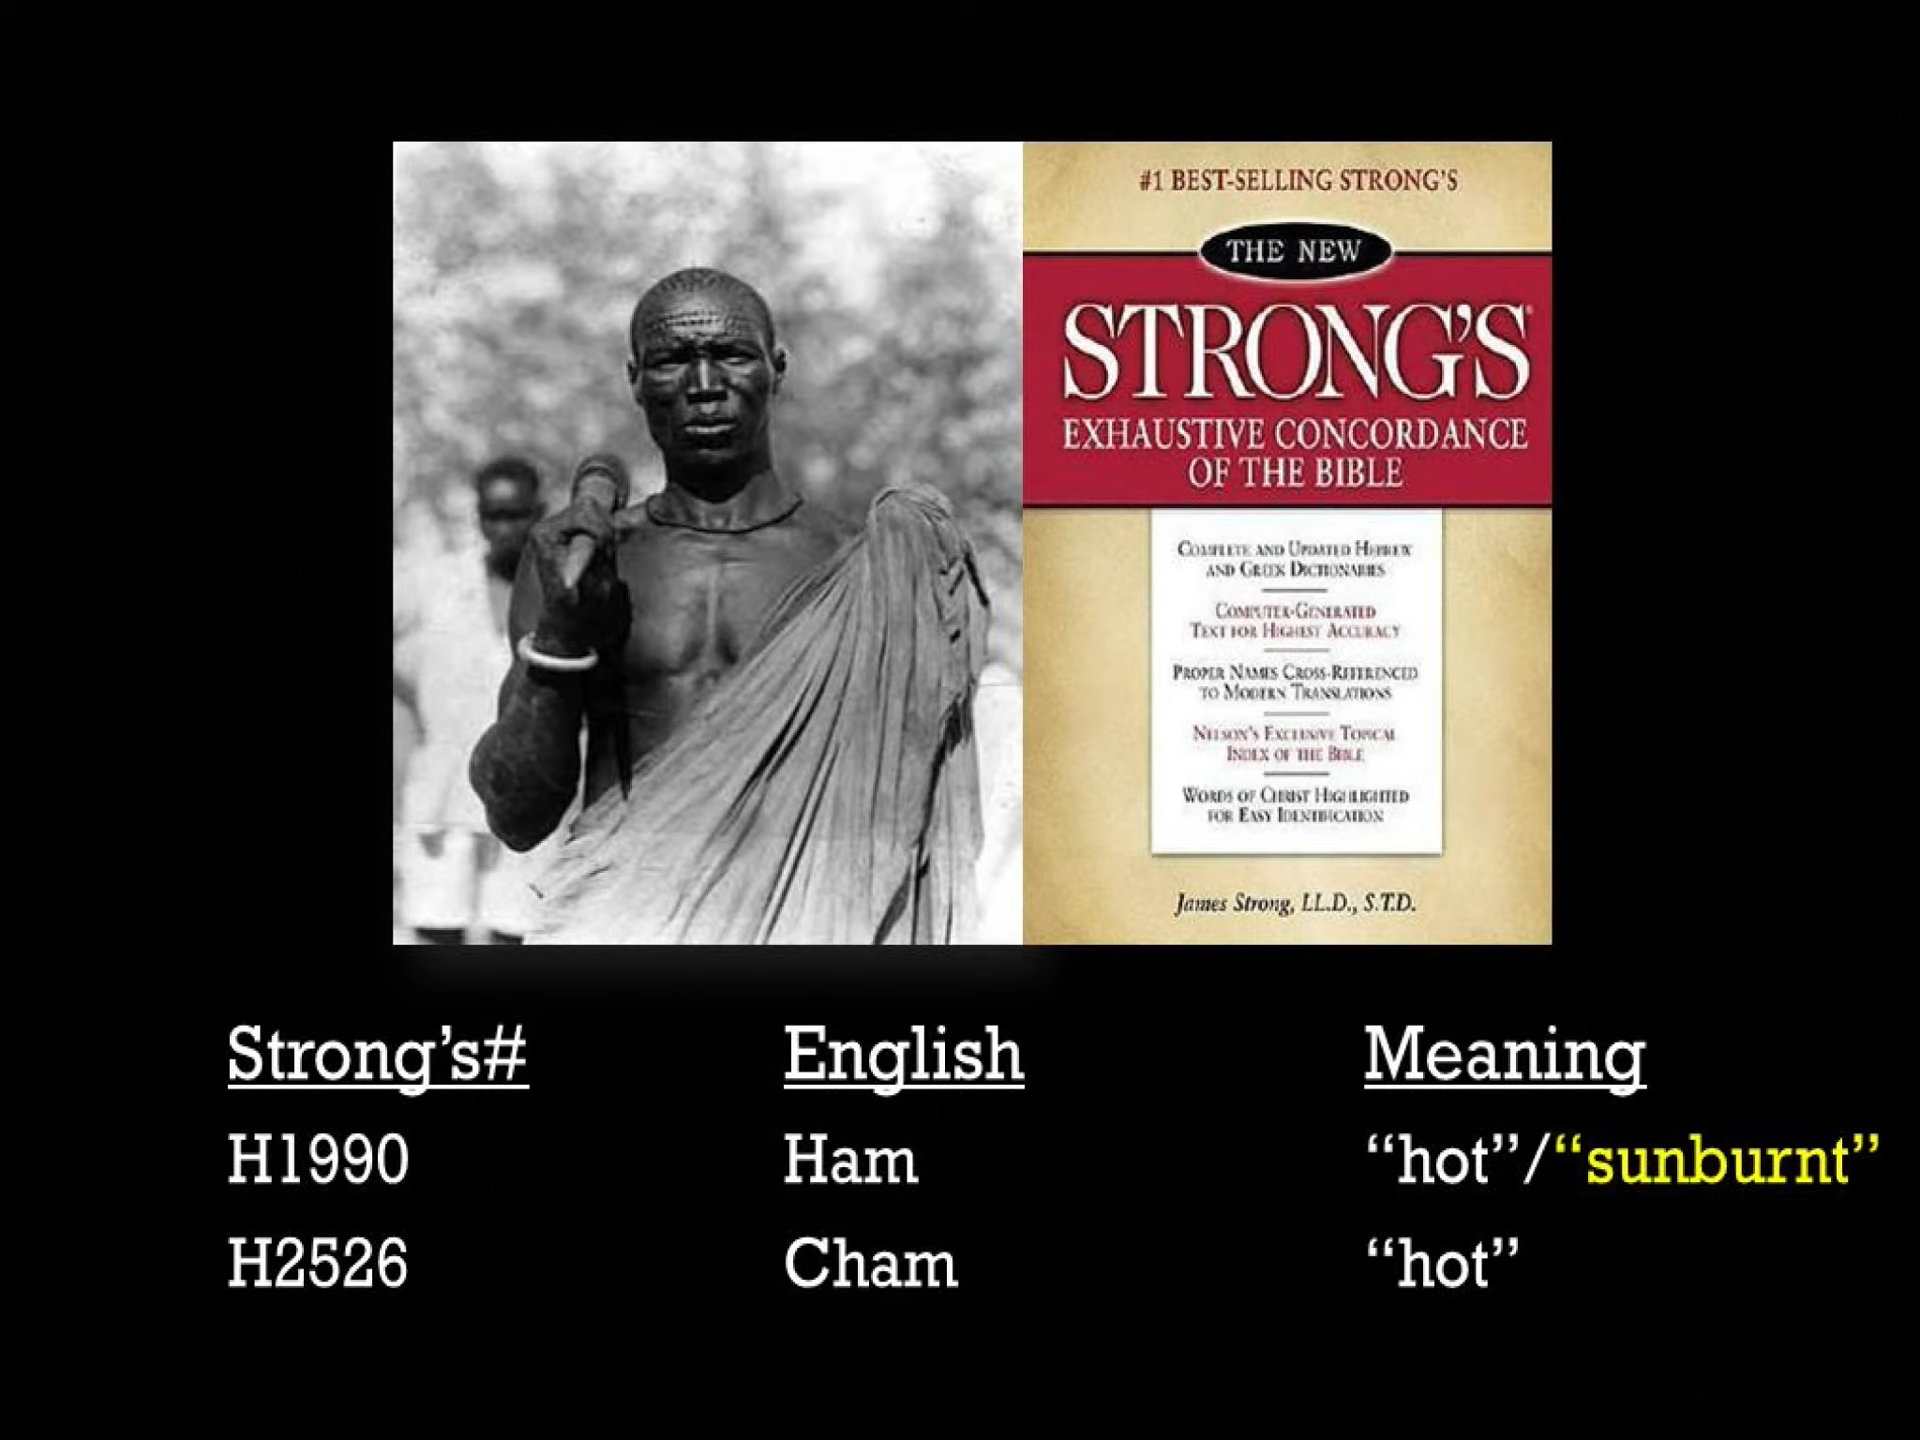 #1 BEST-SELLING STRONG'S
THE NEW
STRONG'S
EXHAUSTIVE CONCORDANCE
OF THE BIBLE
COMPLETE AND UPDATED HEBREW
AND GREEK DICTIONARIES
COMPUTER-GENERATED
TEXT FOR HIGHEST ACCURACY
PROPER NAMES CROSS-REFERENCED
TO MODERN TRANSLATIONS
NELSON'S EXCLUSIVE TOPICAL
INDEX OF THE BIBLE
WORDS OF CHRIST HIGHLIGHTED
FOR EASY IDENTIFICATION
James Strong, LL.D., S.T.D.
Strong's# English Meaning
H1990 Ham “hot”/“sunburnt”
H2526 Cham “hot”